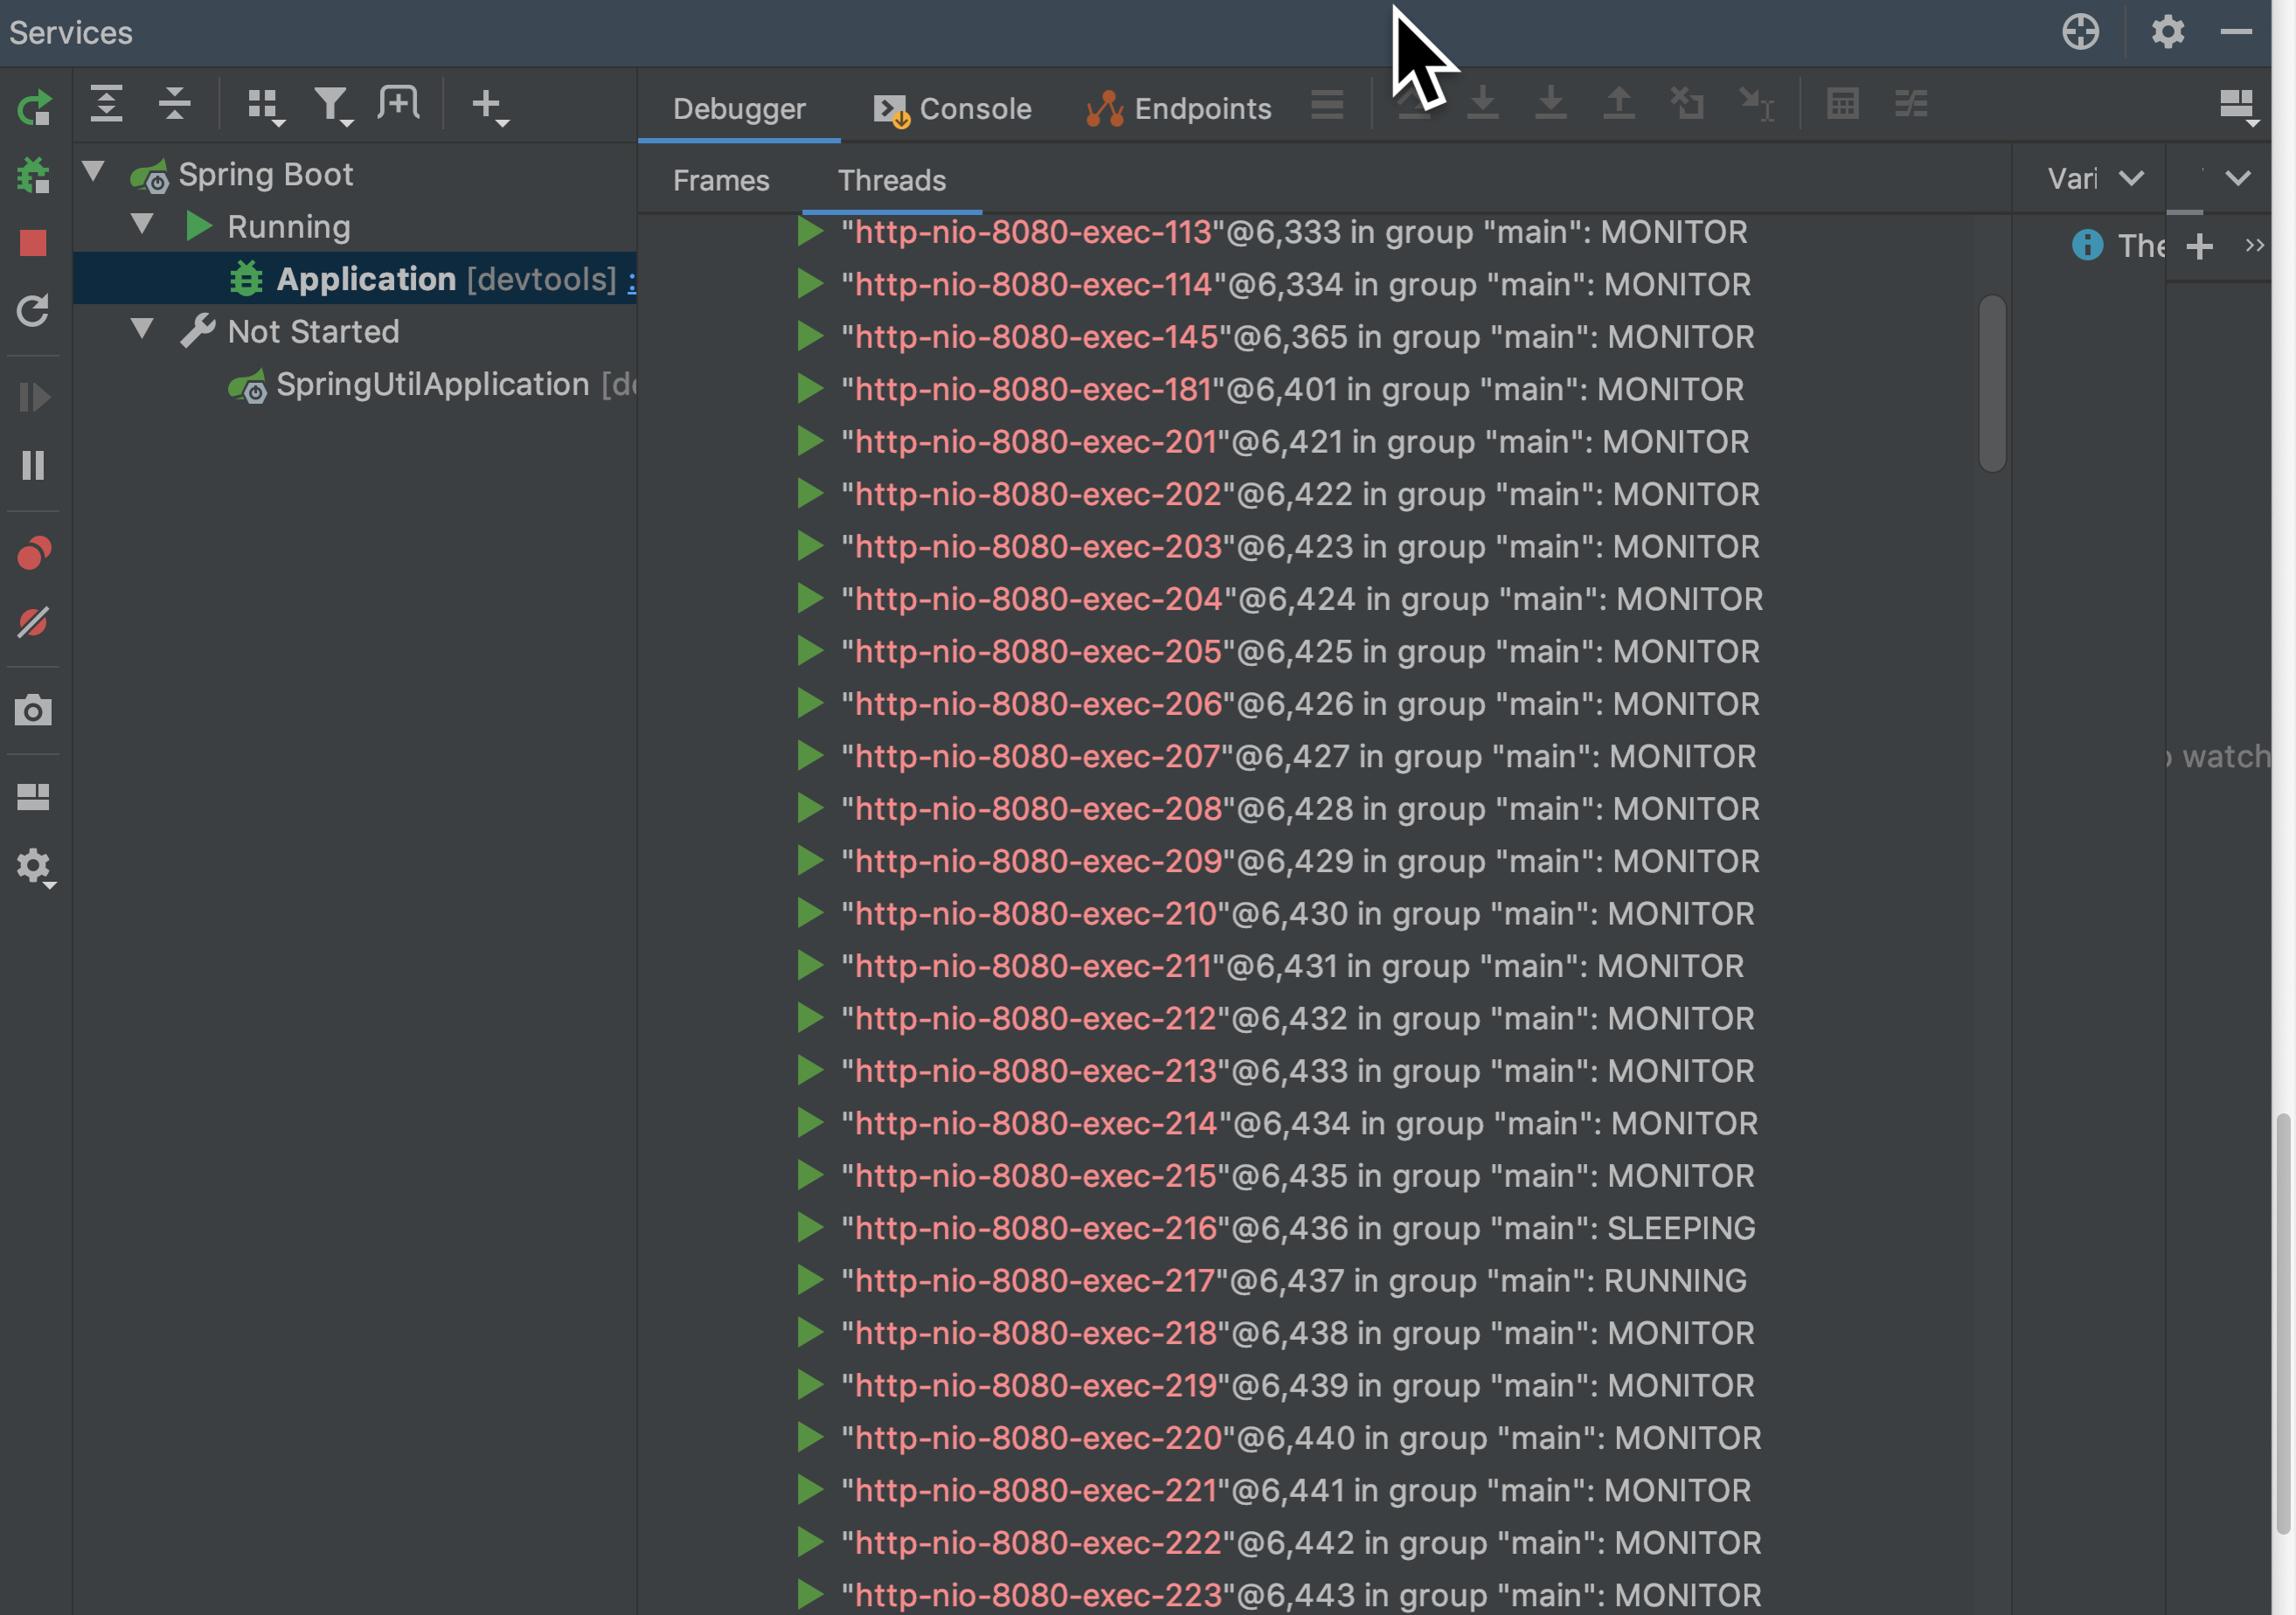 Services
Debugger Console Endpoints
Spring Boot
Running
Application [devtools] :
Not Started
SpringUtilApplication [de
Frames Threads
Vari
"http-nio-8080-exec-113"@6,333 in group "main": MONITOR
"http-nio-8080-exec-114"@6,334 in group "main": MONITOR
"http-nio-8080-exec-145"@6,365 in group "main": MONITOR
"http-nio-8080-exec-181"@6,401 in group "main": MONITOR
"http-nio-8080-exec-201"@6,421 in group "main": MONITOR
"http-nio-8080-exec-202"@6,422 in group "main": MONITOR
"http-nio-8080-exec-203"@6,423 in group "main": MONITOR
"http-nio-8080-exec-204"@6,424 in group "main": MONITOR
"http-nio-8080-exec-205"@6,425 in group "main": MONITOR
"http-nio-8080-exec-206"@6,426 in group "main": MONITOR
"http-nio-8080-exec-207"@6,427 in group "main": MONITOR
"http-nio-8080-exec-208"@6,428 in group "main": MONITOR
"http-nio-8080-exec-209"@6,429 in group "main": MONITOR
"http-nio-8080-exec-210"@6,430 in group "main": MONITOR
"http-nio-8080-exec-211"@6,431 in group "main": MONITOR
"http-nio-8080-exec-212"@6,432 in group "main": MONITOR
"http-nio-8080-exec-213"@6,433 in group "main": MONITOR
"http-nio-8080-exec-214"@6,434 in group "main": MONITOR
"http-nio-8080-exec-215"@6,435 in group "main": MONITOR
"http-nio-8080-exec-216"@6,436 in group "main": SLEEPING
"http-nio-8080-exec-217"@6,437 in group "main": RUNNING
"http-nio-8080-exec-218"@6,438 in group "main": MONITOR
"http-nio-8080-exec-219"@6,439 in group "main": MONITOR
"http-nio-8080-exec-220"@6,440 in group "main": MONITOR
"http-nio-8080-exec-221"@6,441 in group "main": MONITOR
"http-nio-8080-exec-222"@6,442 in group "main": MONITOR
"http-nio-8080-exec-223"@6,443 in group "main": MONITOR
The
watch